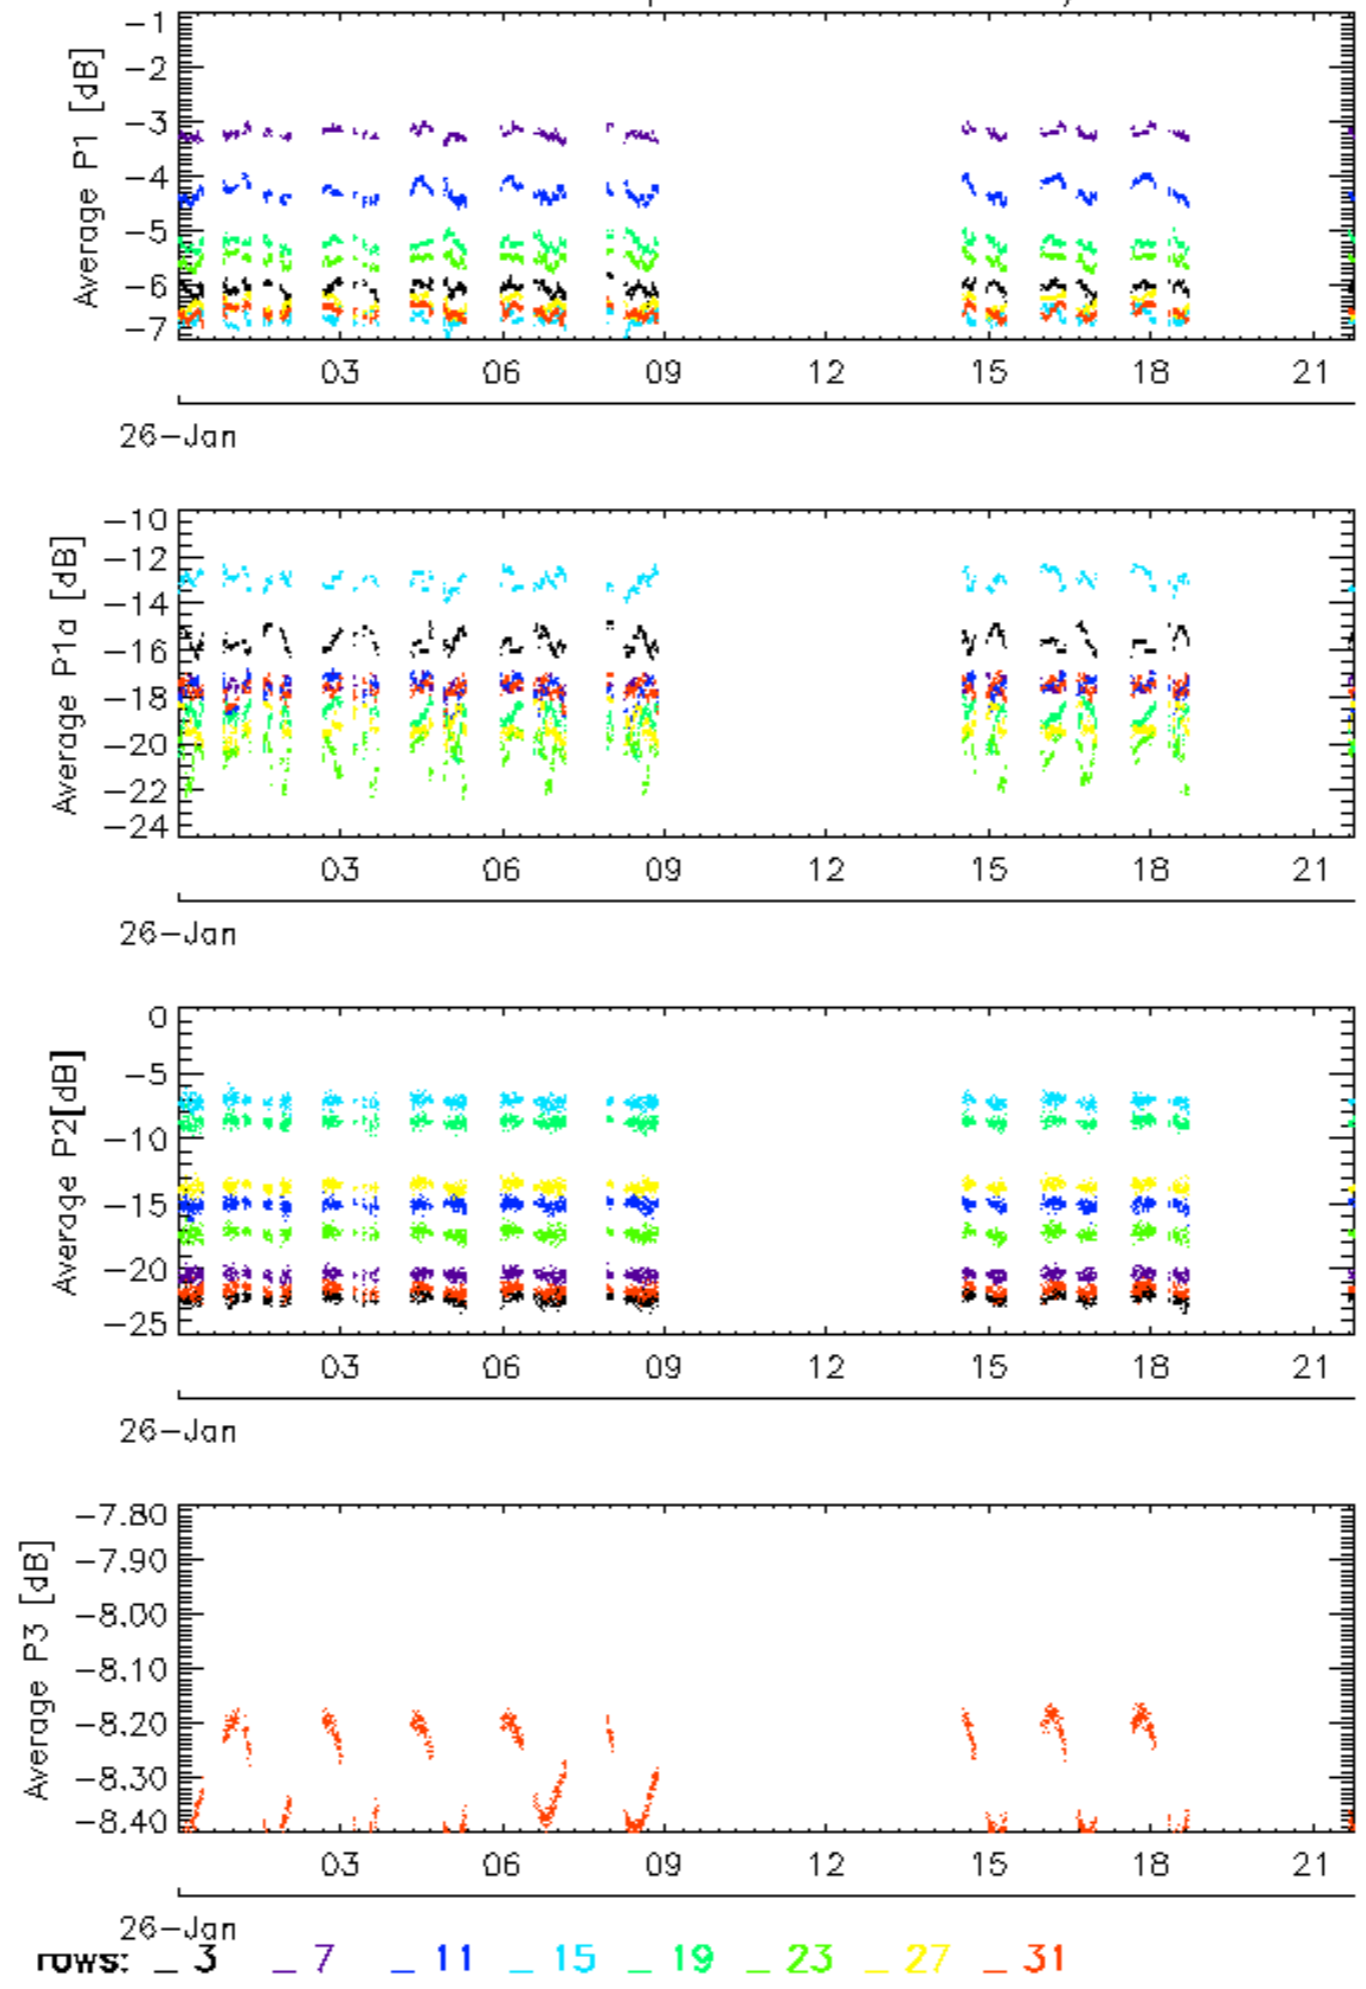 -1
-2
-3
-4
-5
-6
-7
Average P1 [dB]
03 06 09 12 15 18 21
26-Jan
-10
-12
-14
-16
-18
-20
-22
-24
Average P1a [dB]
03 06 09 12 15 18 21
26-Jan
0
-5
-10
-15
-20
-25
Average P2[dB]
03 06 09 12 15 18 21
26-Jan
-7.80
-7.90
-8.00
-8.10
-8.20
-8.30
-8.40
Average P3 [dB]
03 06 09 12 15 18 21
26-Jan
rows: _ 3 _ 7 _ 11 _ 15 _ 19 _ 23 _ 27 _ 31